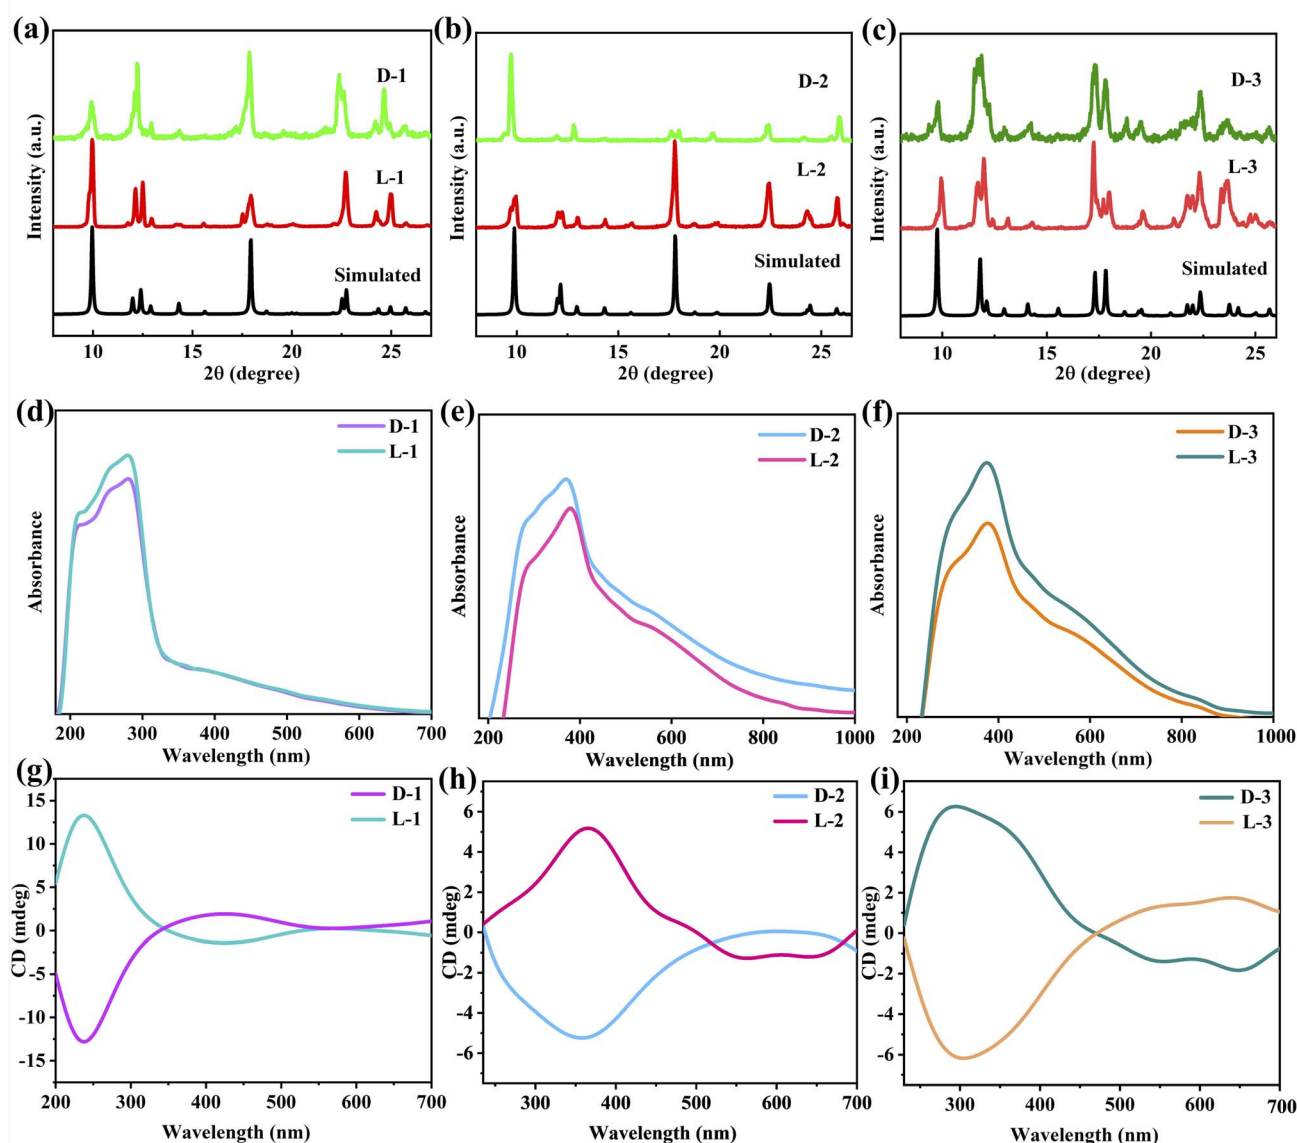 (a)
D-1
L-1
Simulated
Intensity (a.u.)
10 15 20 25
2θ (degree)
(b)
D-2
L-2
Simulated
Intensity (a.u.)
10 15 20 25
2θ (degree)
(c)
D-3
L-3
Simulated
Intensity (a.u.)
10 15 20 25
2θ (degree)
(d)
D-1
L-1
Absorbance
200 300 400 500 600 700
Wavelength (nm)
(e)
D-2
L-2
Absorbance
200 400 600 800 1000
Wavelength (nm)
(f)
D-3
L-3
Absorbance
200 400 600 800 1000
Wavelength (nm)
(g)
D-1
L-1
15
10
5
0
-5
-10
-15
CD (mdeg)
200 300 400 500 600 700
Wavelength (nm)
(h)
D-2
L-2
6
4
2
0
-2
-4
-6
CD (mdeg)
300 400 500 600 700
Wavelength (nm)
(i)
D-3
L-3
6
4
2
0
-2
-4
-6
CD (mdeg)
300 400 500 600 700
Wavelength (nm)